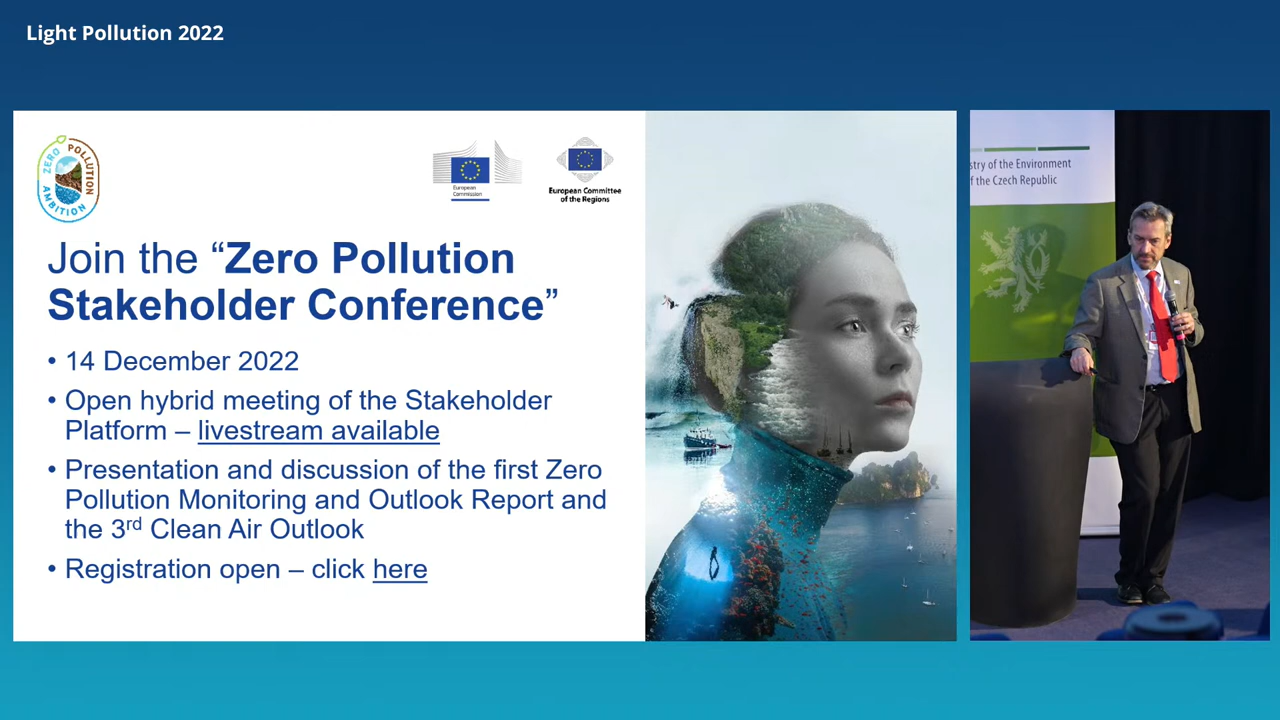 Light Pollution 2022
ZERO POLLUTION AMBITION
European
Commission
European Committee
of the Regions
Join the “Zero Pollution
Stakeholder Conference”
• 14 December 2022
• Open hybrid meeting of the Stakeholder
Platform – livestream available
• Presentation and discussion of the first Zero
Pollution Monitoring and Outlook Report and
the 3rd Clean Air Outlook
• Registration open – click here
stry of the Environment
f the Czech Republic